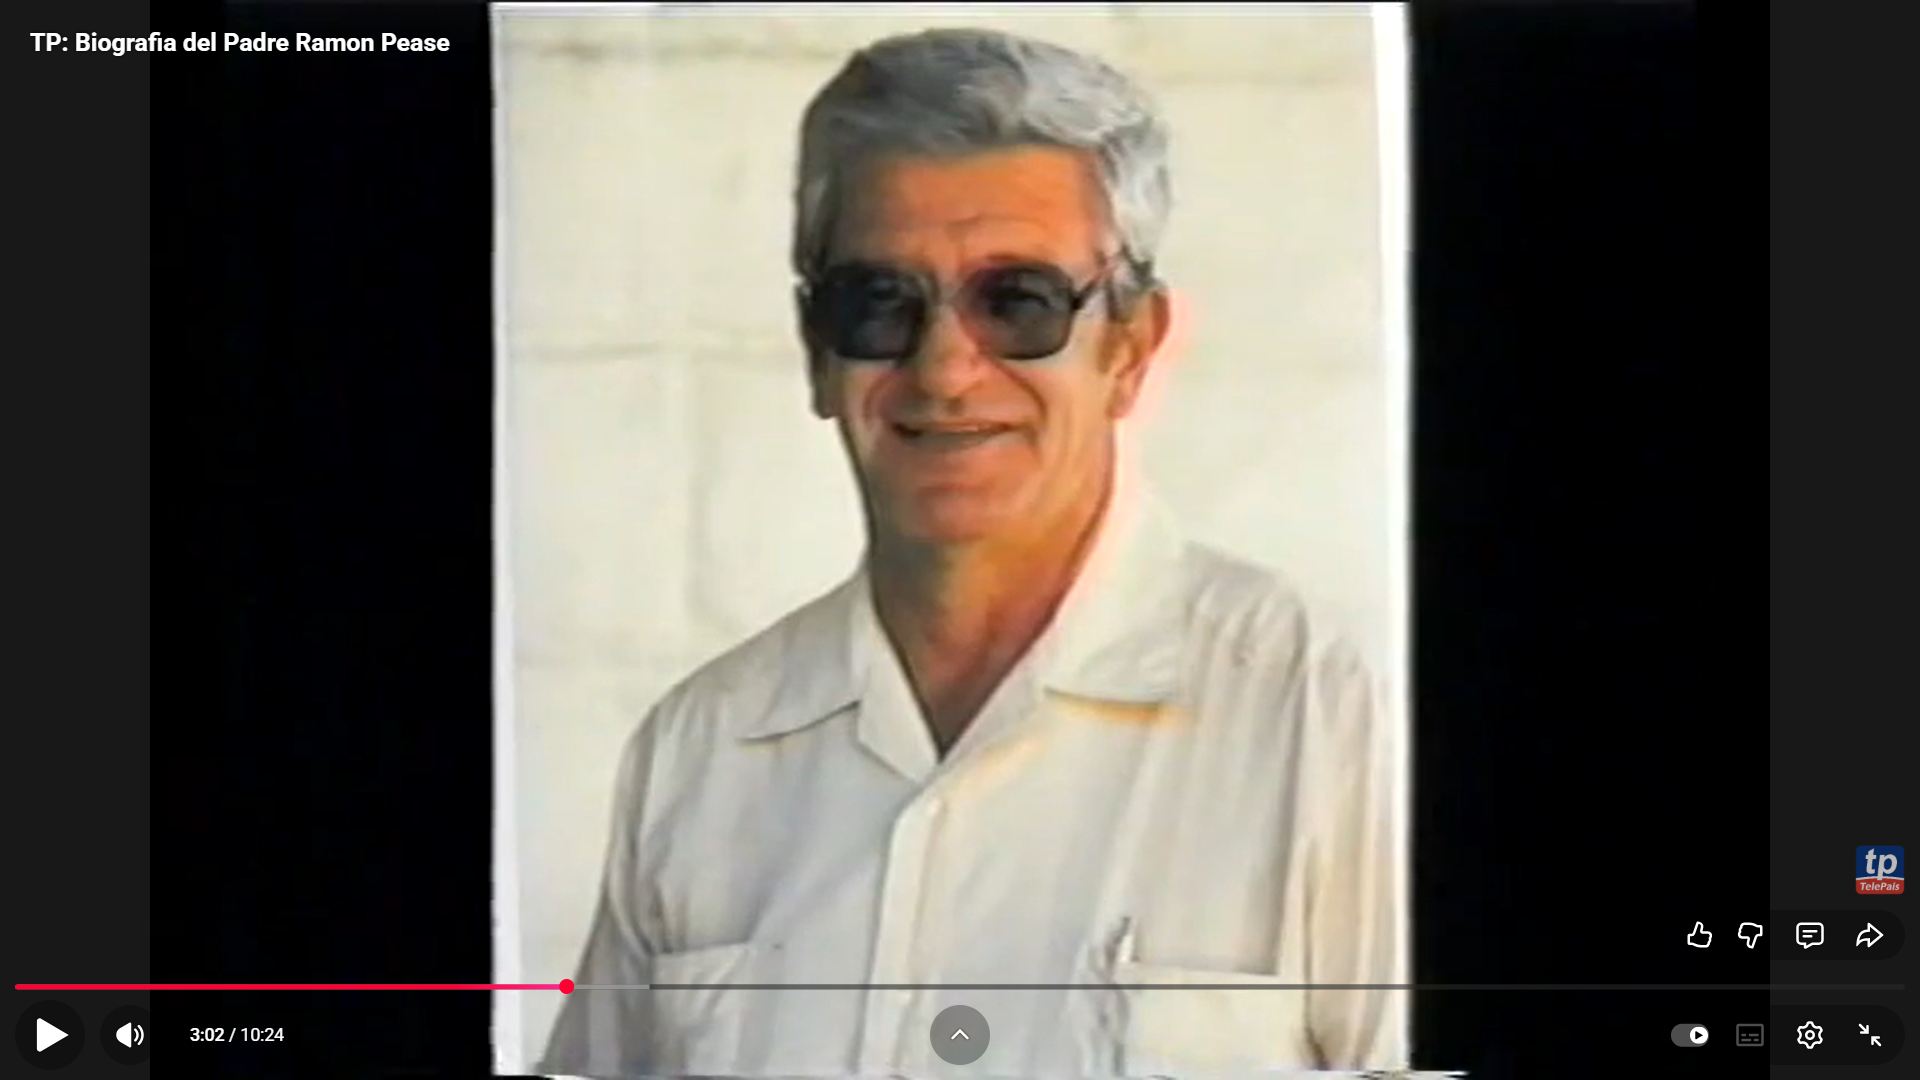 TP: Biografia del Padre Ramon Pease
tp
TelePaís
3:02 / 10:24